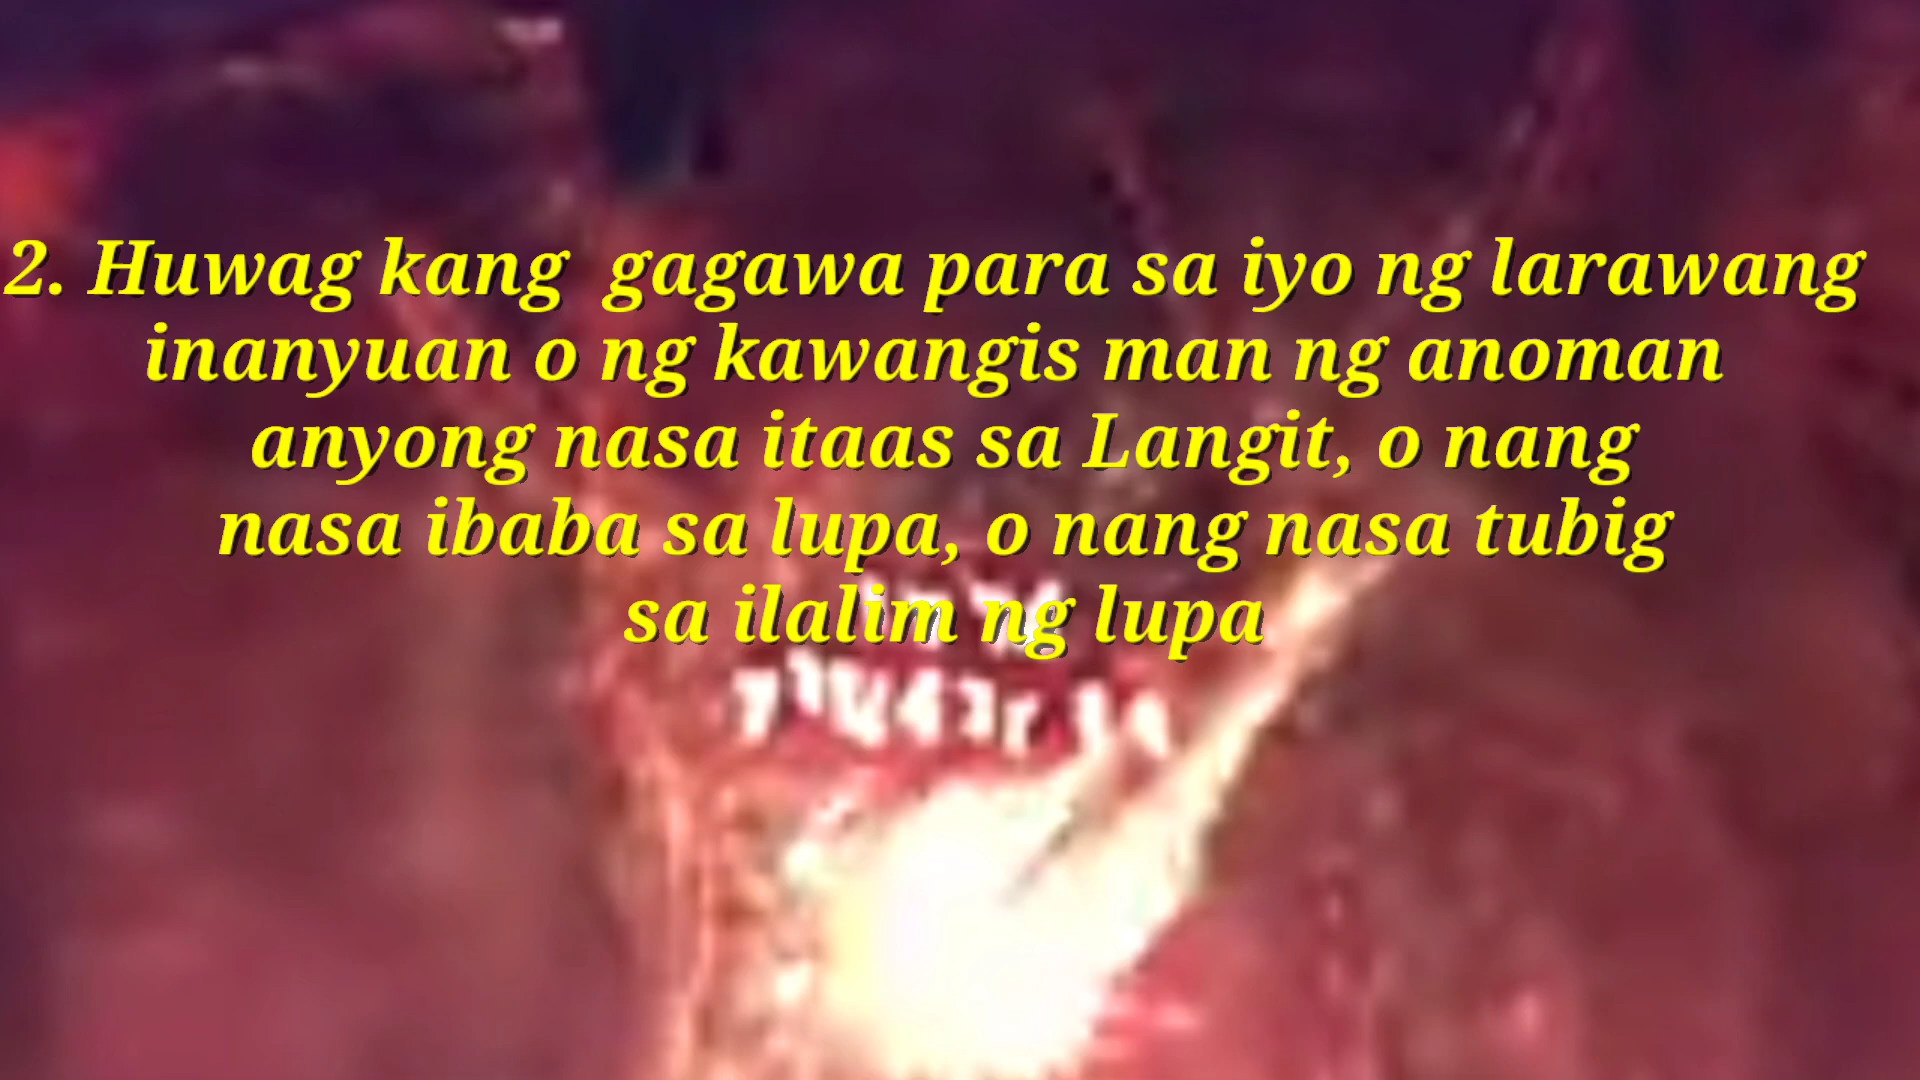 2. Huwag kang  gagawa para sa iyo ng larawang
inanyuan o ng kawangis man ng anoman
anyong nasa itaas sa Langit, o nang
nasa ibaba sa lupa, o nang nasa tubig
sa ilalim ng lupa